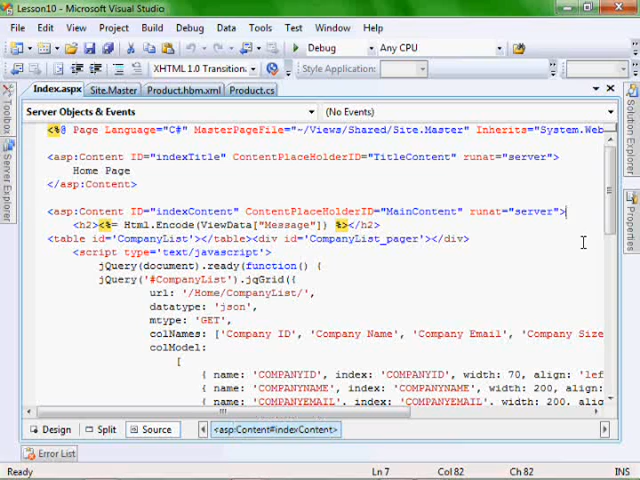 Lesson10 - Microsoft Visual Studio
File Edit View Project Build Debug Data Tools Test Window Help
Debug Any CPU
XHTML 1.0 Transition Style Application:
Index.aspx Site.Master Product.hbm.xml Product.cs
Server Objects & Events (No Events)
<%@ Page Language="C#" MasterPageFile="~/Views/Shared/Site.Master" Inherits="System.Web
<asp:Content ID="indexTitle" ContentPlaceHolderID="TitleContent" runat="server">
Home Page
</asp:Content>
<asp:Content ID="indexContent" ContentPlaceHolderID="MainContent" runat="server">
<h2><%= Html.Encode(ViewData["Message"]) %></h2>
<table id='CompanyList'></table><div id='CompanyList_pager'></div>
<script type='text/javascript'>
jQuery(document).ready(function() {
jQuery('#CompanyList').jqGrid({
url: '/Home/CompanyList/',
datatype: 'json',
mtype: 'GET',
colNames: ['Company ID', 'Company Name', 'Company Email', 'Company Size
colModel:
[
{ name: 'COMPANYID', index: 'COMPANYID', width: 70, align: 'lef
{ name: 'COMPANYNAME', index: 'COMPANYNAME', width: 200, align:
{ name: 'COMPANYEMAIL', index: 'COMPANYEMAIL', width: 200, align:
Toolbox
Server Explorer
Solution Explorer
Properties
Design Split Source <asp:Content#indexContent>
Error List
Ready Ln 7 Col 82 Ch 82 INS